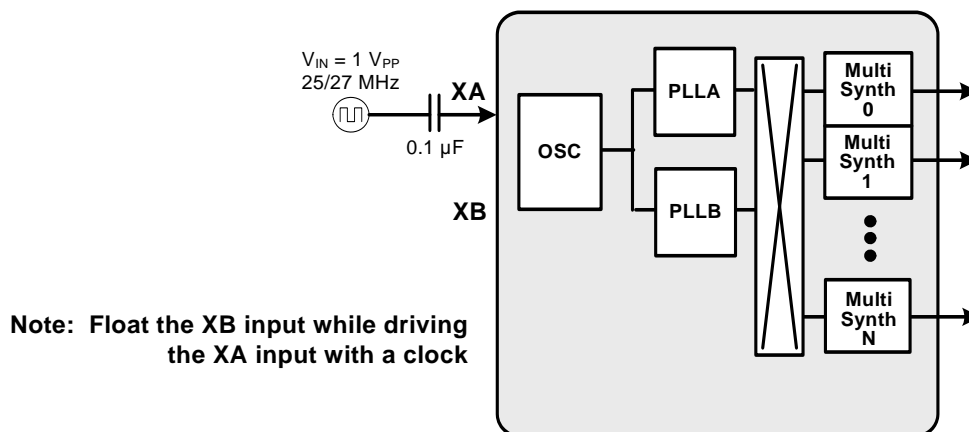 V_IN = 1 V_PP
25/27 MHz
XA
0.1 µF
XB
OSC
PLLA
PLLB
Multi
Synth
0
Multi
Synth
1
Multi
Synth
N
Note: Float the XB input while driving
the XA input with a clock